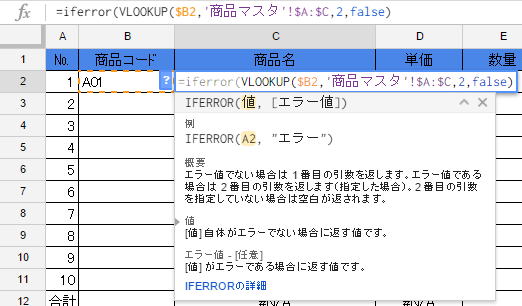 fx =iferror(VLOOKUP($B2,'商品マスタ'!$A:$C,2,false)
A B C D E
1 No. 商品コード 商品名 単価 数量
2 1 A01 ? =iferror(VLOOKUP($B2,'商品マスタ'!$A:$C,2,false)
3 2
4 3
5 4
6 5
7 6
8 7
9 8
10 9
11 10
12 合計
IFERROR(値, [エラー値])
例
IFERROR(A2, "エラー")
概要
エラー値でない場合は 1 番目の引数を返します。エラー値である
場合は 2 番目の引数を返します(指定した場合)。2 番目の引数
を指定していない場合は空白が返されます。
値
[値] 自体がエラーでない場合に返す値です。
エラー値 - [任意]
[値] がエラーである場合に返す値です。
IFERRORの詳細